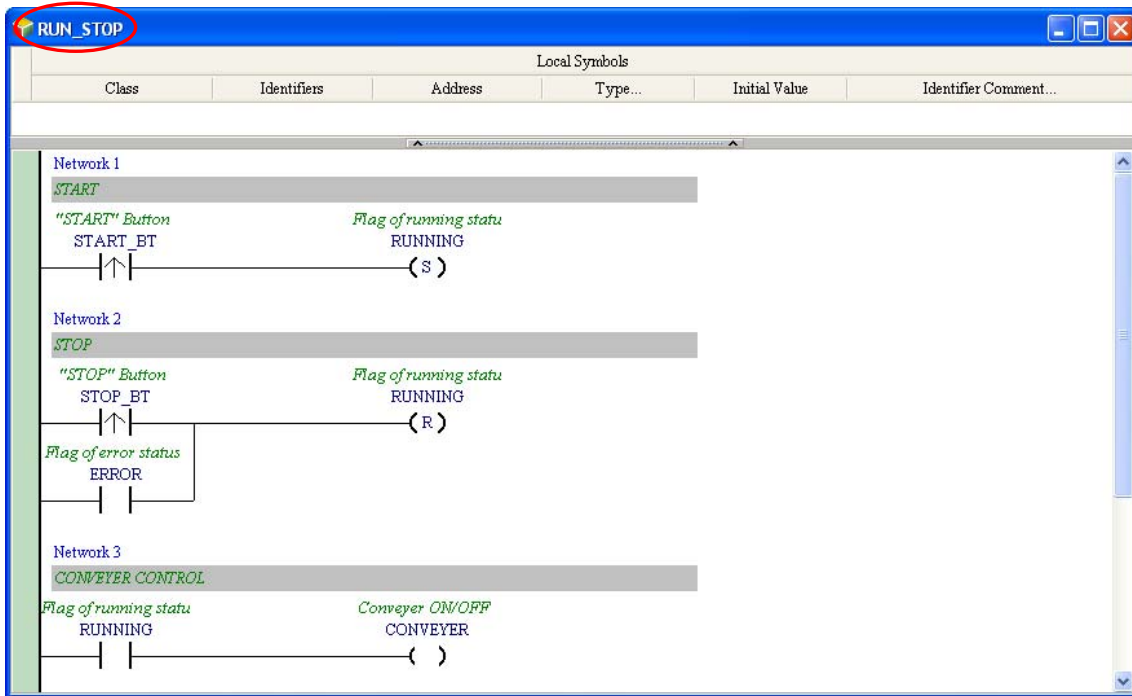 RUN_STOP
Local Symbols
Class Identifiers Address Type... Initial Value Identifier Comment...
Network 1
START
"START" Button Flag of running statu
START_BT RUNNING
S
Network 2
STOP
"STOP" Button Flag of running statu
STOP_BT RUNNING
R
Flag of error status
ERROR
Network 3
CONVEYER CONTROL
Flag of running statu Conveyer ON/OFF
RUNNING CONVEYER